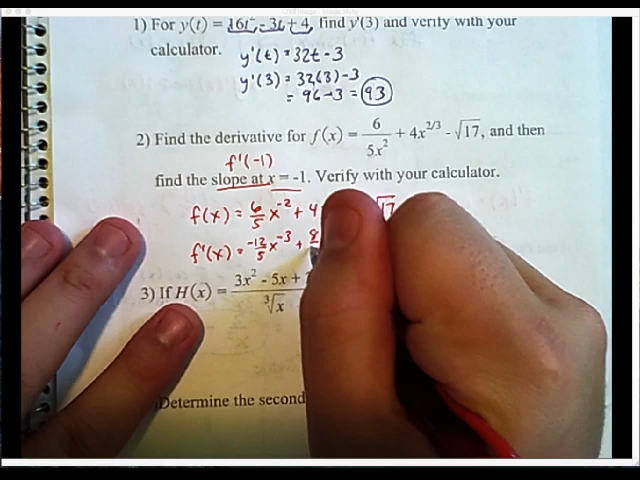 1) For y(t) = 16t² - 3t + 4, find y'(3) and verify with your
calculator.
y'(t) = 32t - 3
y'(3) = 32(3) - 3
= 96 - 3 = 93
2) Find the derivative for f(x) = 6/5x² + 4x^2/3 - √17, and then
f'(-1)
find the slope at x = -1. Verify with your calculator.
f(x) = 6/5 x^-2 + 4 √17
f'(x) = -12/5 x^-3 + 8
3) If H(x) = 3x² - 5x + / ∛x
Determine the second